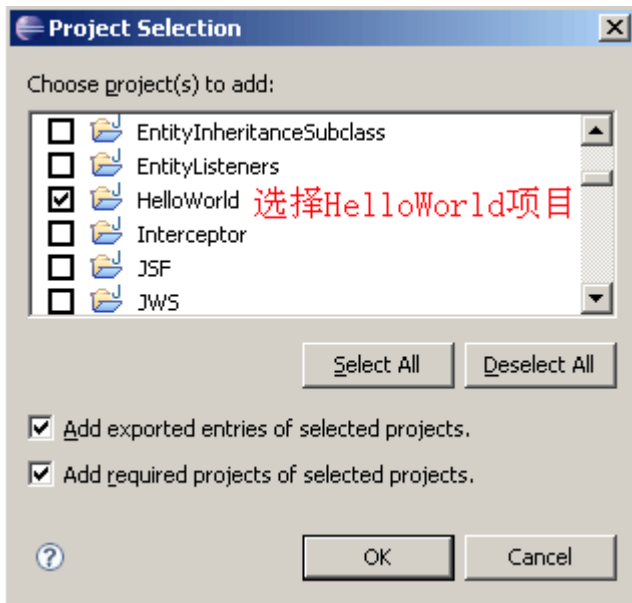 Project Selection
Choose project(s) to add:
EntityInheritanceSubclass
EntityListeners
HelloWorld 选择HelloWorld项目
Interceptor
JSF
JWS
Select All Deselect All
Add exported entries of selected projects.
Add required projects of selected projects.
OK Cancel